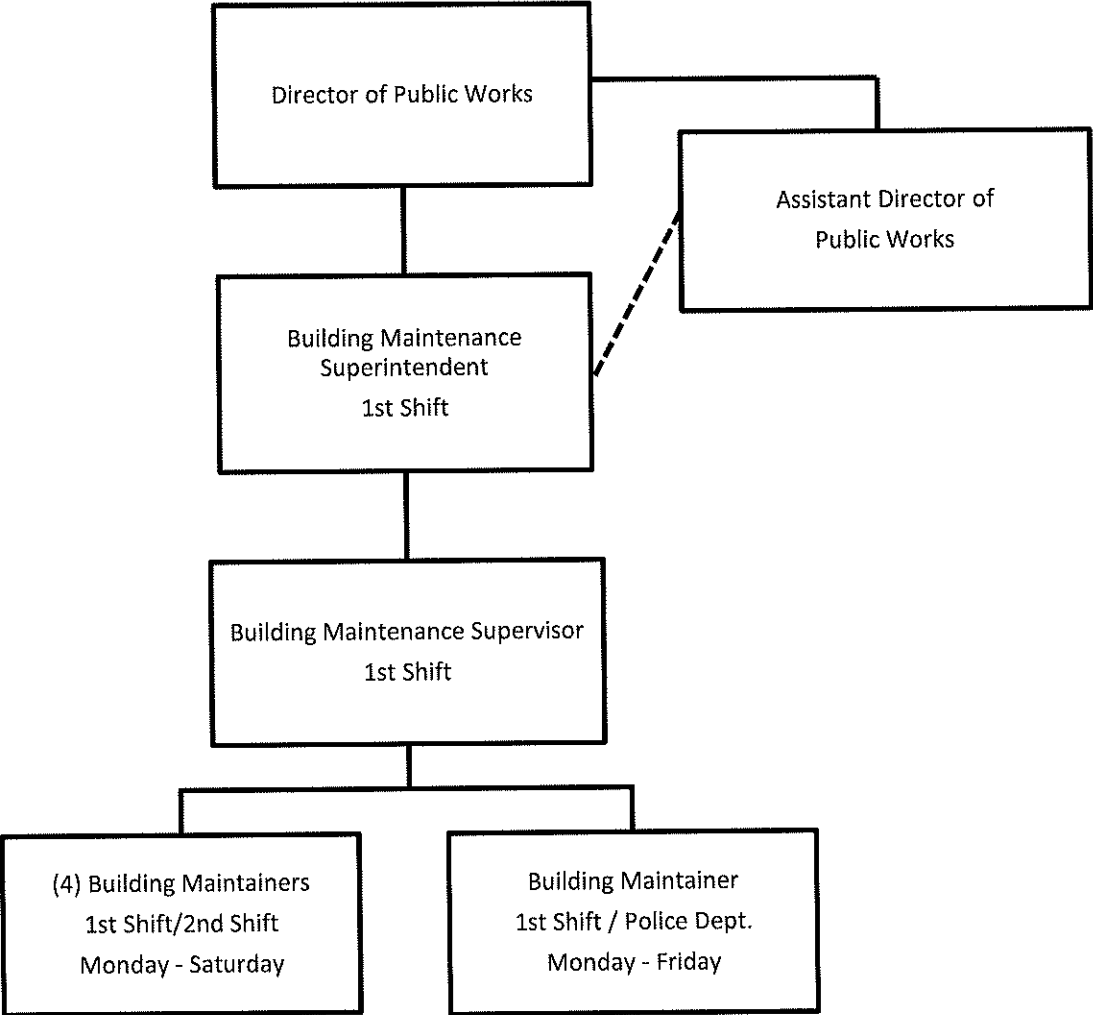 Director of Public Works
Assistant Director of
Public Works
Building Maintenance
Superintendent
1st Shift
Building Maintenance Supervisor
1st Shift
(4) Building Maintainers
1st Shift/2nd Shift
Monday - Saturday
Building Maintainer
1st Shift / Police Dept.
Monday - Friday